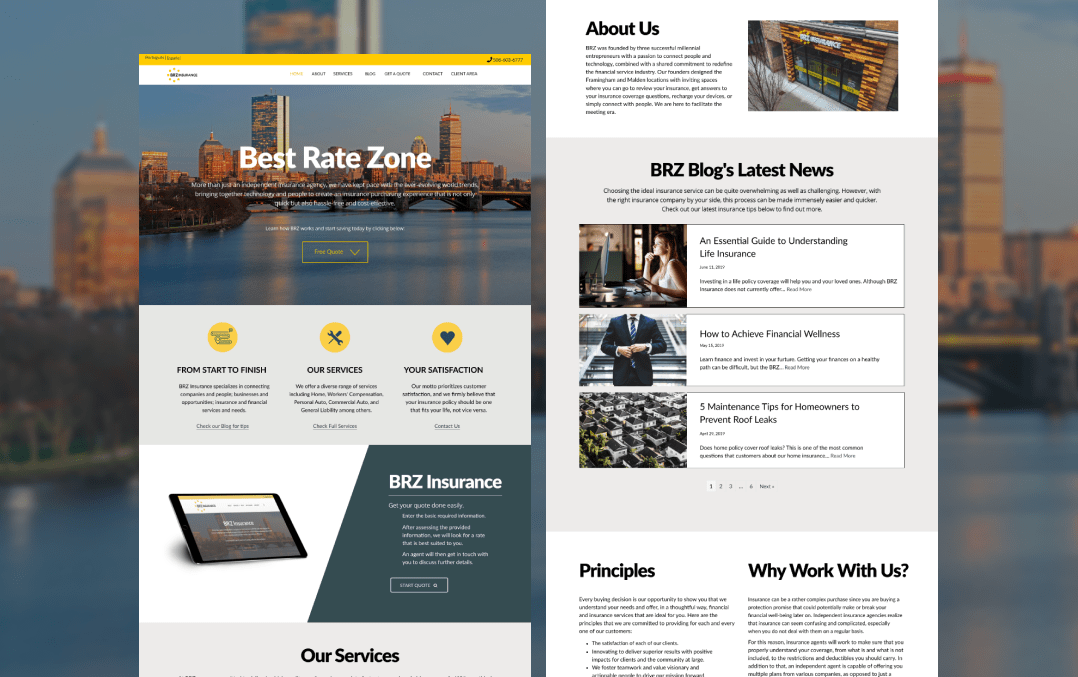 Português | Español
508-603-6777
BRZ INSURANCE
HOME ABOUT SERVICES BLOG GET A QUOTE CONTACT CLIENT AREA
Best Rate Zone
More than just an independent insurance agency, we have kept pace with the ever-evolving world trends,
bringing together technology and people to create an insurance purchasing experience that is not only
quick but also hassle-free and cost-effective.
Learn how BRZ works and start saving today by clicking below:
Free Quote
FROM START TO FINISH
BRZ Insurance specializes in connecting
companies and people; businesses and
opportunities; insurance and financial
services and needs.
Check our Blog for tips
OUR SERVICES
We offer a diverse range of services
including Home, Workers' Compensation,
Personal Auto, Commercial Auto, and
General Liability among others.
Check Full Services
YOUR SATISFACTION
Our motto prioritizes customer
satisfaction, and we firmly believe that
your insurance policy should be one
that fits your life, not vice versa.
Contact Us
BRZ Insurance
Get your quote done easily.
Enter the basic required information.
After assessing the provided
information, we will look for a rate
that is best suited to you.
An agent will then get in touch with
you to discuss further details.
START QUOTE
Our Services
About Us
BRZ was founded by three successful millennial
entrepreneurs with a passion to connect people and
technology, combined with a shared commitment to redefine
the financial service industry. Our founders designed the
Framingham and Malden locations with inviting spaces
where you can go to review your insurance, get answers to
your insurance coverage questions, recharge your devices, or
simply connect with people. We are here to facilitate the
meeting era.
BRZ INSURANCE
BRZ Blog's Latest News
Choosing the ideal insurance service can be quite overwhelming as well as challenging. However, with
the right insurance company by your side, this process can be made immensely easier and quicker.
Check out our latest insurance tips below to find out more.
An Essential Guide to Understanding
Life Insurance
June 11, 2019
Investing in a life policy coverage will help you and your loved ones. Although BRZ
Insurance does not currently offer... Read More
How to Achieve Financial Wellness
May 15, 2019
Learn finance and invest in your furture. Getting your finances on a healthy
path can be difficult, but the BRZ... Read More
5 Maintenance Tips for Homeowners to
Prevent Roof Leaks
April 29, 2019
Does home policy cover roof leaks? This is one of the most common
questions that customers about our home insurance... Read More
1 2 3 ... 6 Next »
Principles
Every buying decision is our opportunity to show you that we
understand your needs and offer, in a thoughtful way, financial
and insurance services that are ideal for you. Here are the
principles that we are committed to providing for each and every
one of our customers:
• The satisfaction of each of our clients.
• Innovating to deliver superior results with positive
impacts for clients and the community at large.
• We foster teamwork and value visionary and
actionable people to drive our mission forward
Why Work With Us?
Insurance can be a rather complex purchase since you are buying a
protection promise that could potentially make or break your
financial well-being later on. Independent insurance agencies realize
that insurance can seem confusing and complicated, especially
when you do not deal with them on a regular basis.
For this reason, insurance agents will work to make sure that you
properly understand your coverage, from what is and what is not
included, to the restrictions and deductibles you should carry. In
addition to that, an independent agent is capable of offering you
multiple plans from various companies, as opposed to just a